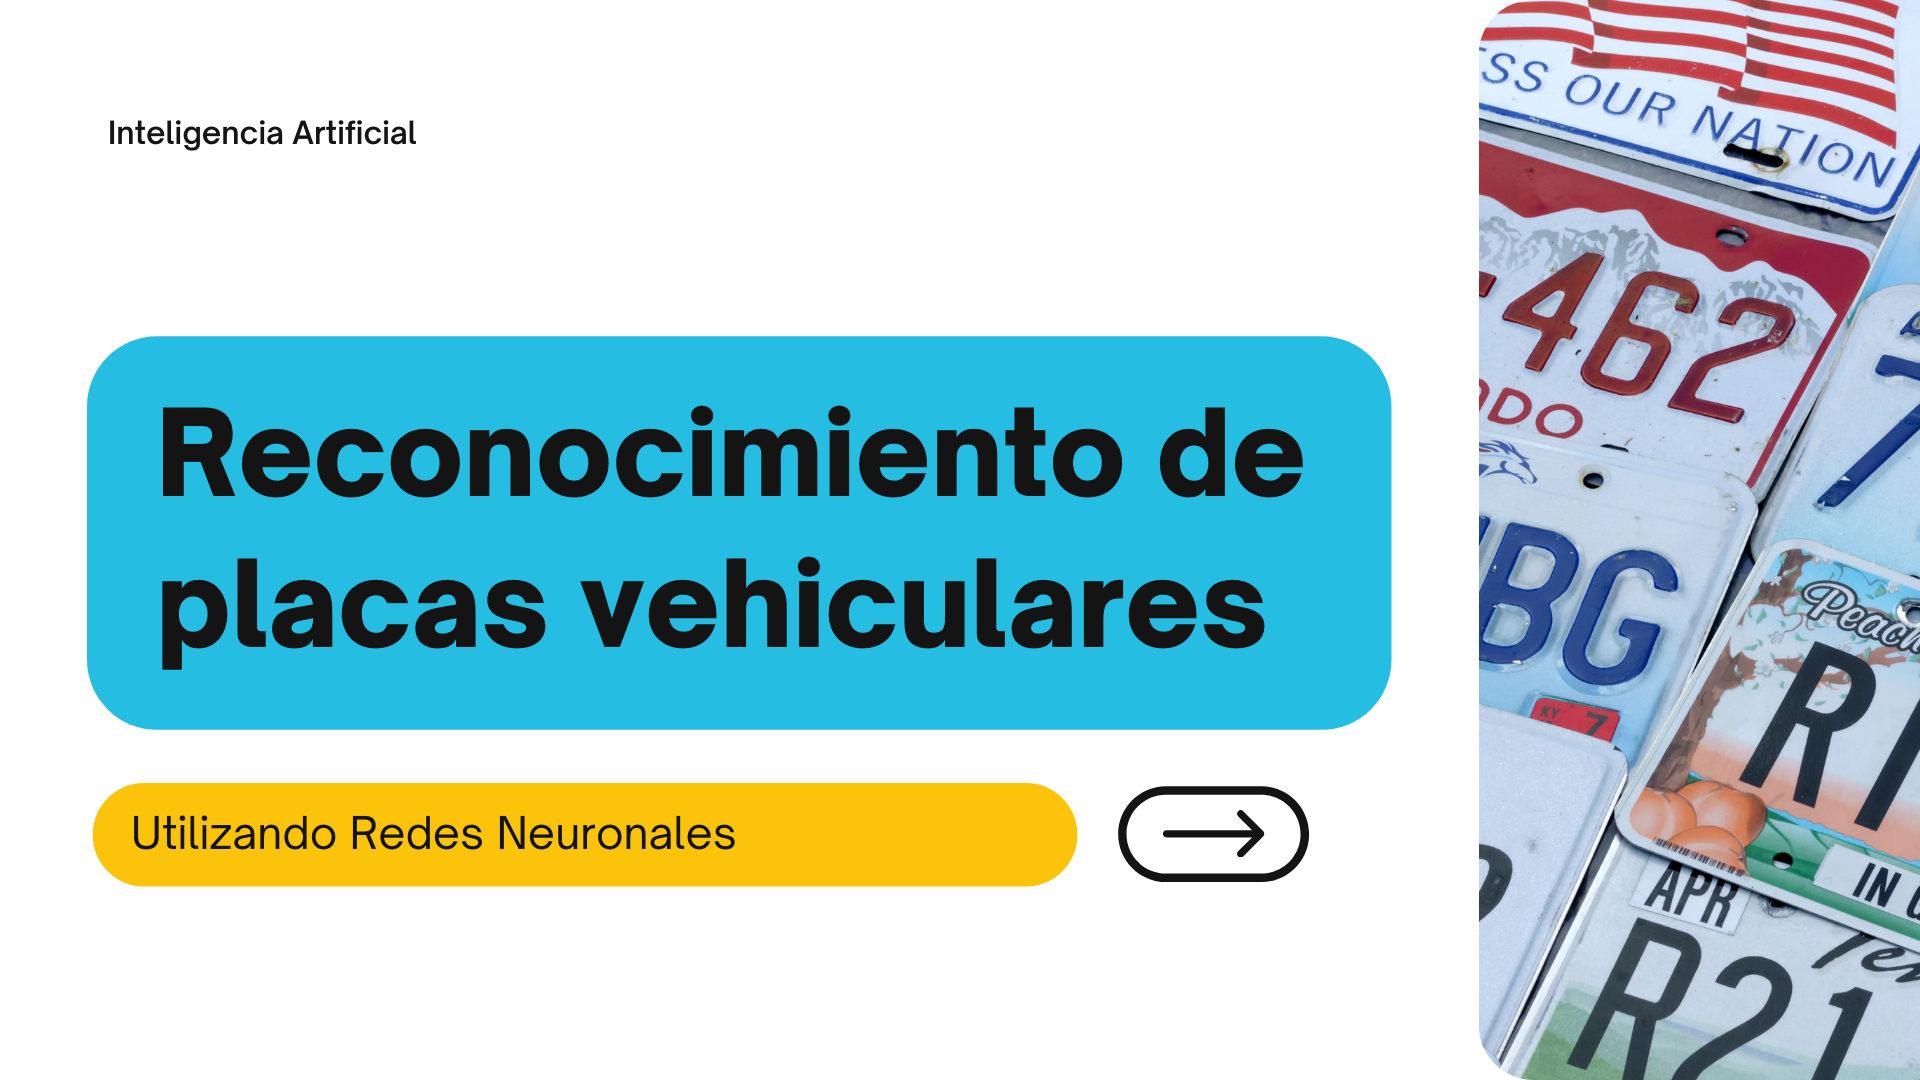 Inteligencia Artificial
Reconocimiento de
placas vehiculares
Utilizando Redes Neuronales
SS OUR NATION
462
DO
BG
KY
7
7
Peach
R
IN
APR
R21